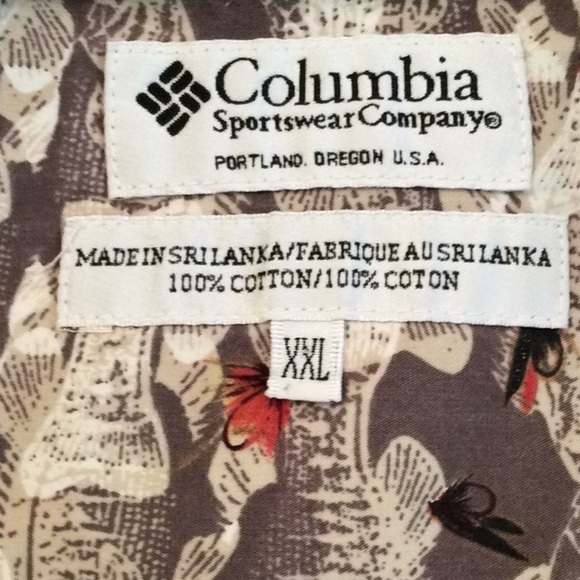 Columbia
Sportswear Company®
PORTLAND. OREGON U.S.A.
MADE IN SRI LANKA/FABRIQUE AU SRI LANKA
100% COTTON/100% COTON
XXL